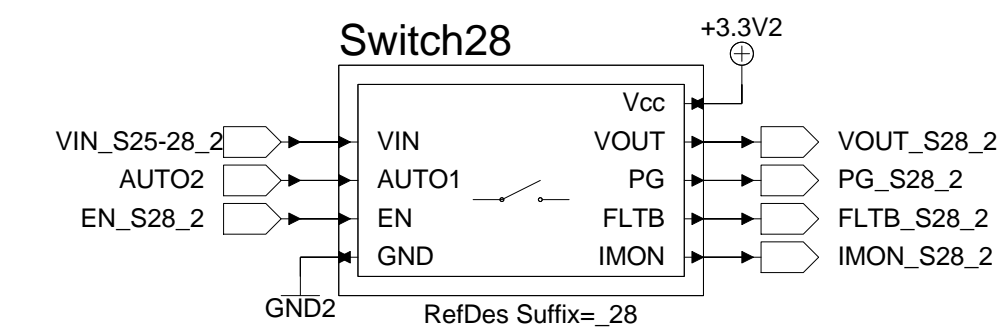 Switch28
+3.3V2
Vcc
VIN_S25-28_2
VIN
VOUT
VOUT_S28_2
AUTO2
AUTO1
PG
PG_S28_2
EN_S28_2
EN
FLTB
FLTB_S28_2
GND
IMON
IMON_S28_2
GND2
RefDes Suffix=_28